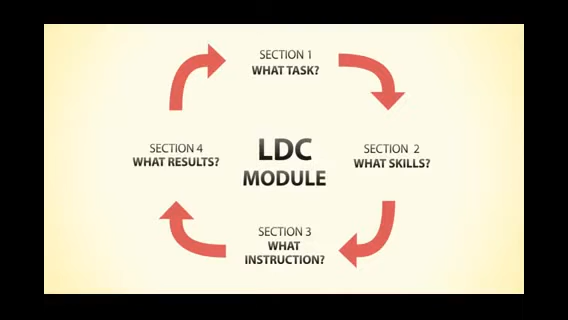 SECTION 1
WHAT TASK?
SECTION 4
WHAT RESULTS?
LDC
MODULE
SECTION 2
WHAT SKILLS?
SECTION 3
WHAT
INSTRUCTION?